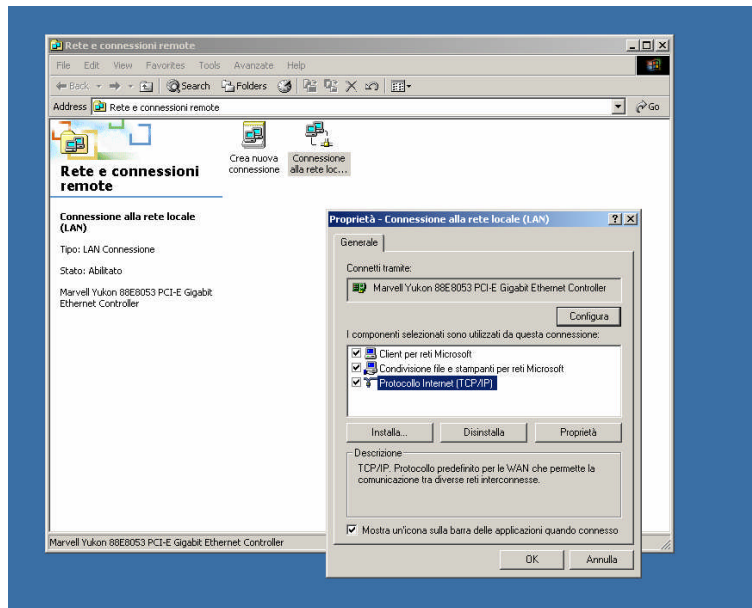 Rete e connessioni remote
File Edit View Favorites Tools Avanzate Help
Back Search Folders
Address Rete e connessioni remote Go
Rete e connessioni
remote
Crea nuova
connessione
Connessione
alla rete loc...
Connessione alla rete locale
(LAN)
Tipo: LAN Connessione
Stato: Abilitato
Marvell Yukon 88E8053 PCI-E Gigabit
Ethernet Controller
Marvell Yukon 88E8053 PCI-E Gigabit Ethernet Controller
Proprietà - Connessione alla rete locale (LAN)
Generale
Connetti tramite:
Marvell Yukon 88E8053 PCI-E Gigabit Ethernet Controller
Configura
I componenti selezionati sono utilizzati da questa connessione:
Client per reti Microsoft
Condivisione file e stampanti per reti Microsoft
Protocollo Internet (TCP/IP)
Installa... Disinstalla Proprietà
Descrizione
TCP/IP. Protocollo predefinito per le WAN che permette la
comunicazione tra diverse reti interconnesse.
Mostra un'icona sulla barra delle applicazioni quando connesso
OK Annulla